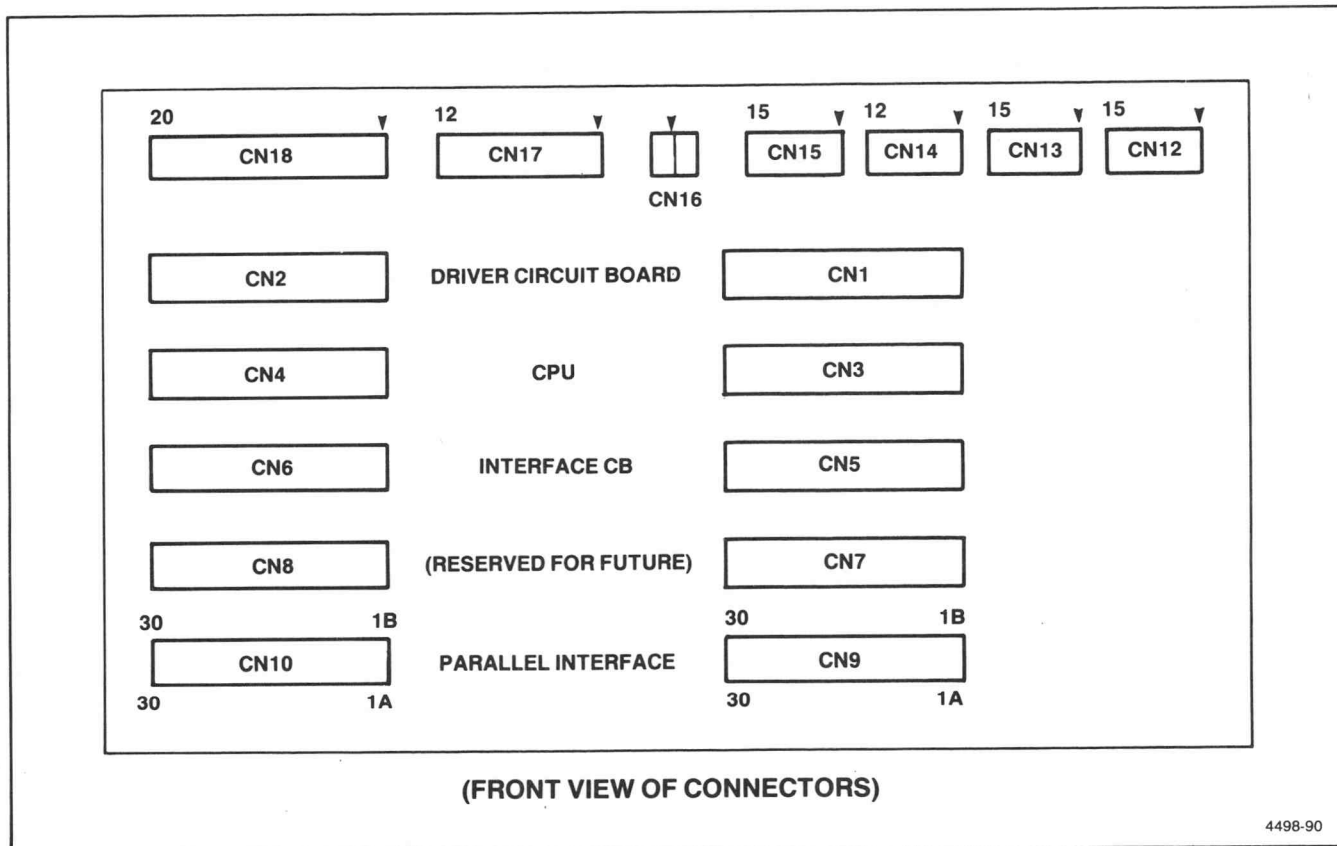 20 12 15 12 15 15
CN18 CN17 CN15 CN14 CN13 CN12
CN16
CN2 DRIVER CIRCUIT BOARD CN1
CN4 CPU CN3
CN6 INTERFACE CB CN5
CN8 (RESERVED FOR FUTURE) CN7
30 1B 30 1B
CN10 PARALLEL INTERFACE CN9
30 1A 30 1A
(FRONT VIEW OF CONNECTORS)
4498-90